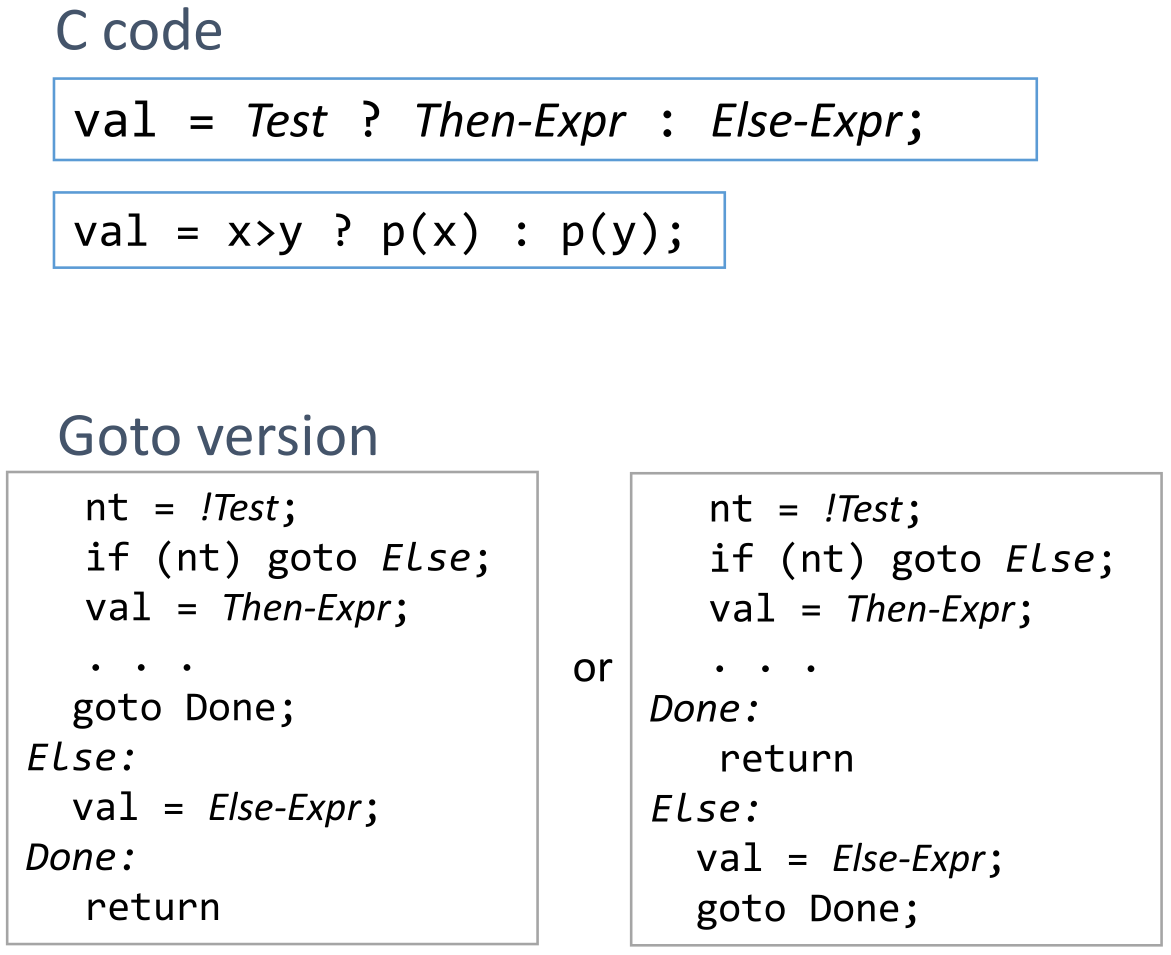 C code
val = Test ? Then-Expr : Else-Expr;
val = x>y ? p(x) : p(y);
Goto version
nt = !Test;
if (nt) goto Else;
val = Then-Expr;
. . .
goto Done;
Else:
val = Else-Expr;
Done:
return
or
nt = !Test;
if (nt) goto Else;
val = Then-Expr;
. . .
Done:
return
Else:
val = Else-Expr;
goto Done;